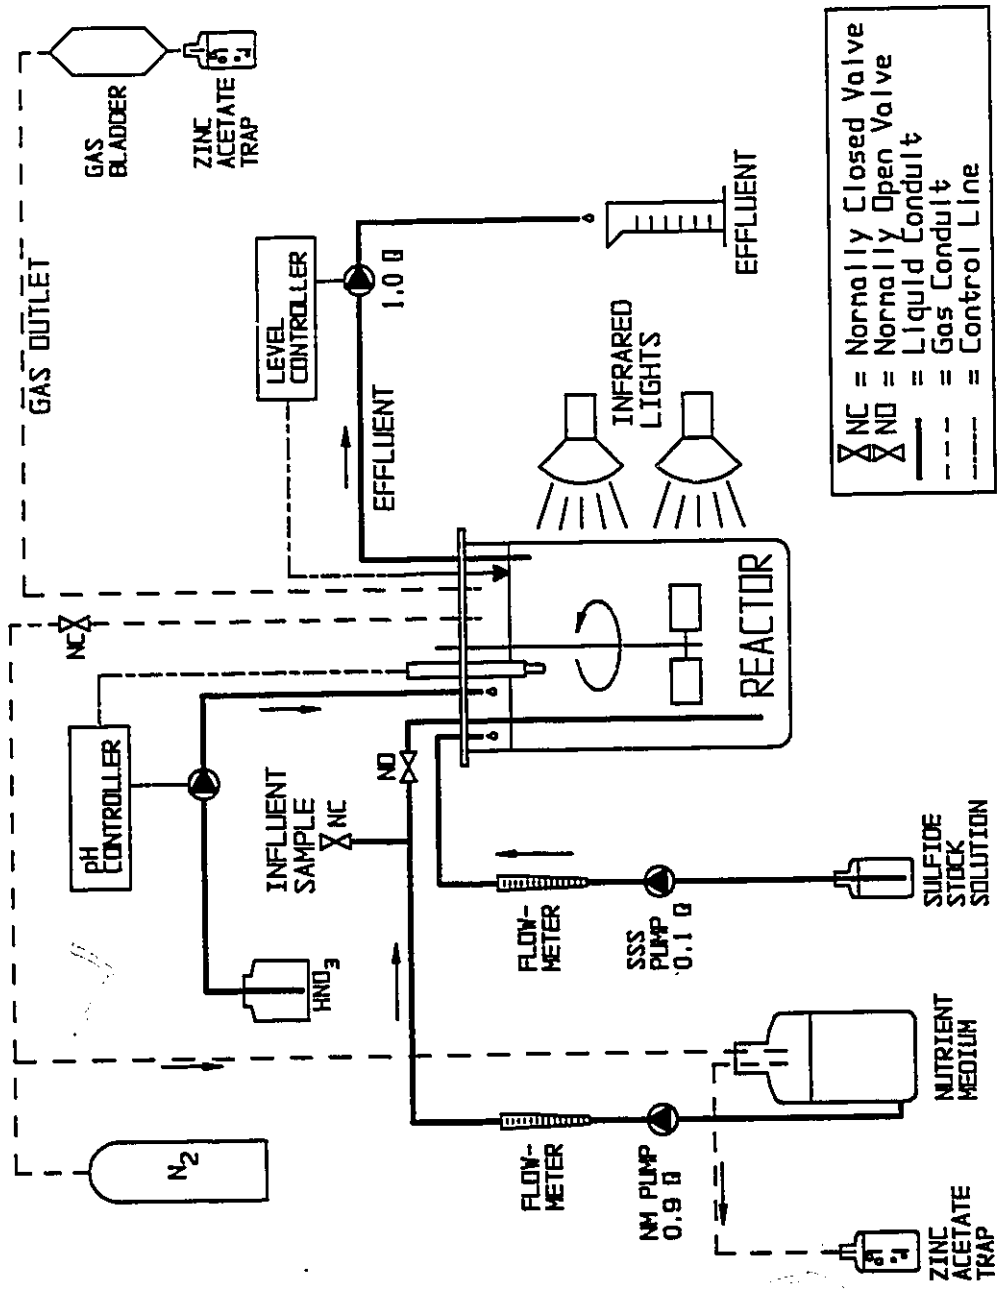 GAS OUTLET
GAS
BLADDER
ZINC
ACETATE
TRAP
N2
pH
CONTROLLER
NC
LEVEL
CONTROLLER
HNO3
INFLUENT
SAMPLE
NC
NO
EFFLUENT
1.0 Q
EFFLUENT
INFRARED
LIGHTS
REACTOR
FLOW-
METER
NM PUMP
0.9 Q
FLOW-
METER
SSS
PUMP
0.1 Q
ZINC
ACETATE
TRAP
NUTRIENT
MEDIUM
SULFIDE
STOCK
SOLUTION
NC = Normally Closed Valve
NO = Normally Open Valve
= Liquid Conduit
= Gas Conduit
= Control Line